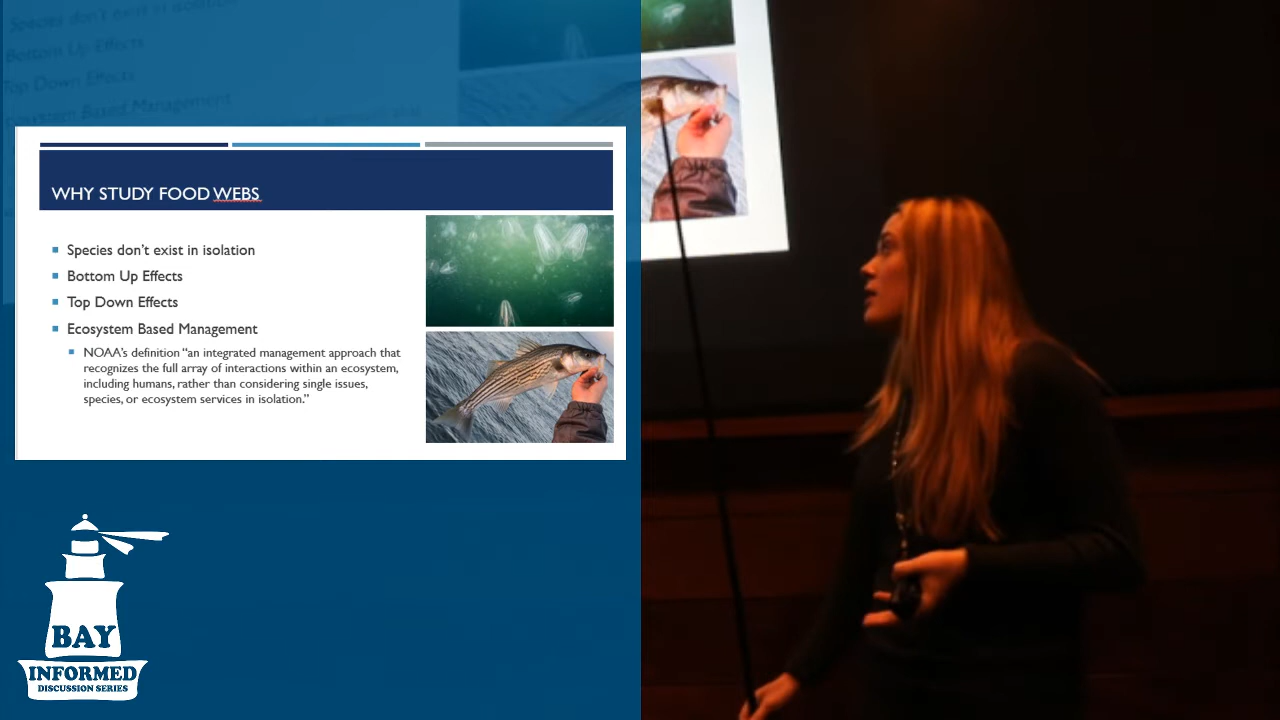 Species don't exist in isolation
Bottom Up Effects
Top Down Effects
Ecosystem Based Management
WHY STUDY FOOD WEBS
Species don't exist in isolation
Bottom Up Effects
Top Down Effects
Ecosystem Based Management
NOAA's definition "an integrated management approach that
recognizes the full array of interactions within an ecosystem,
including humans, rather than considering single issues,
species, or ecosystem services in isolation."
BAY
INFORMED
DISCUSSION SERIES